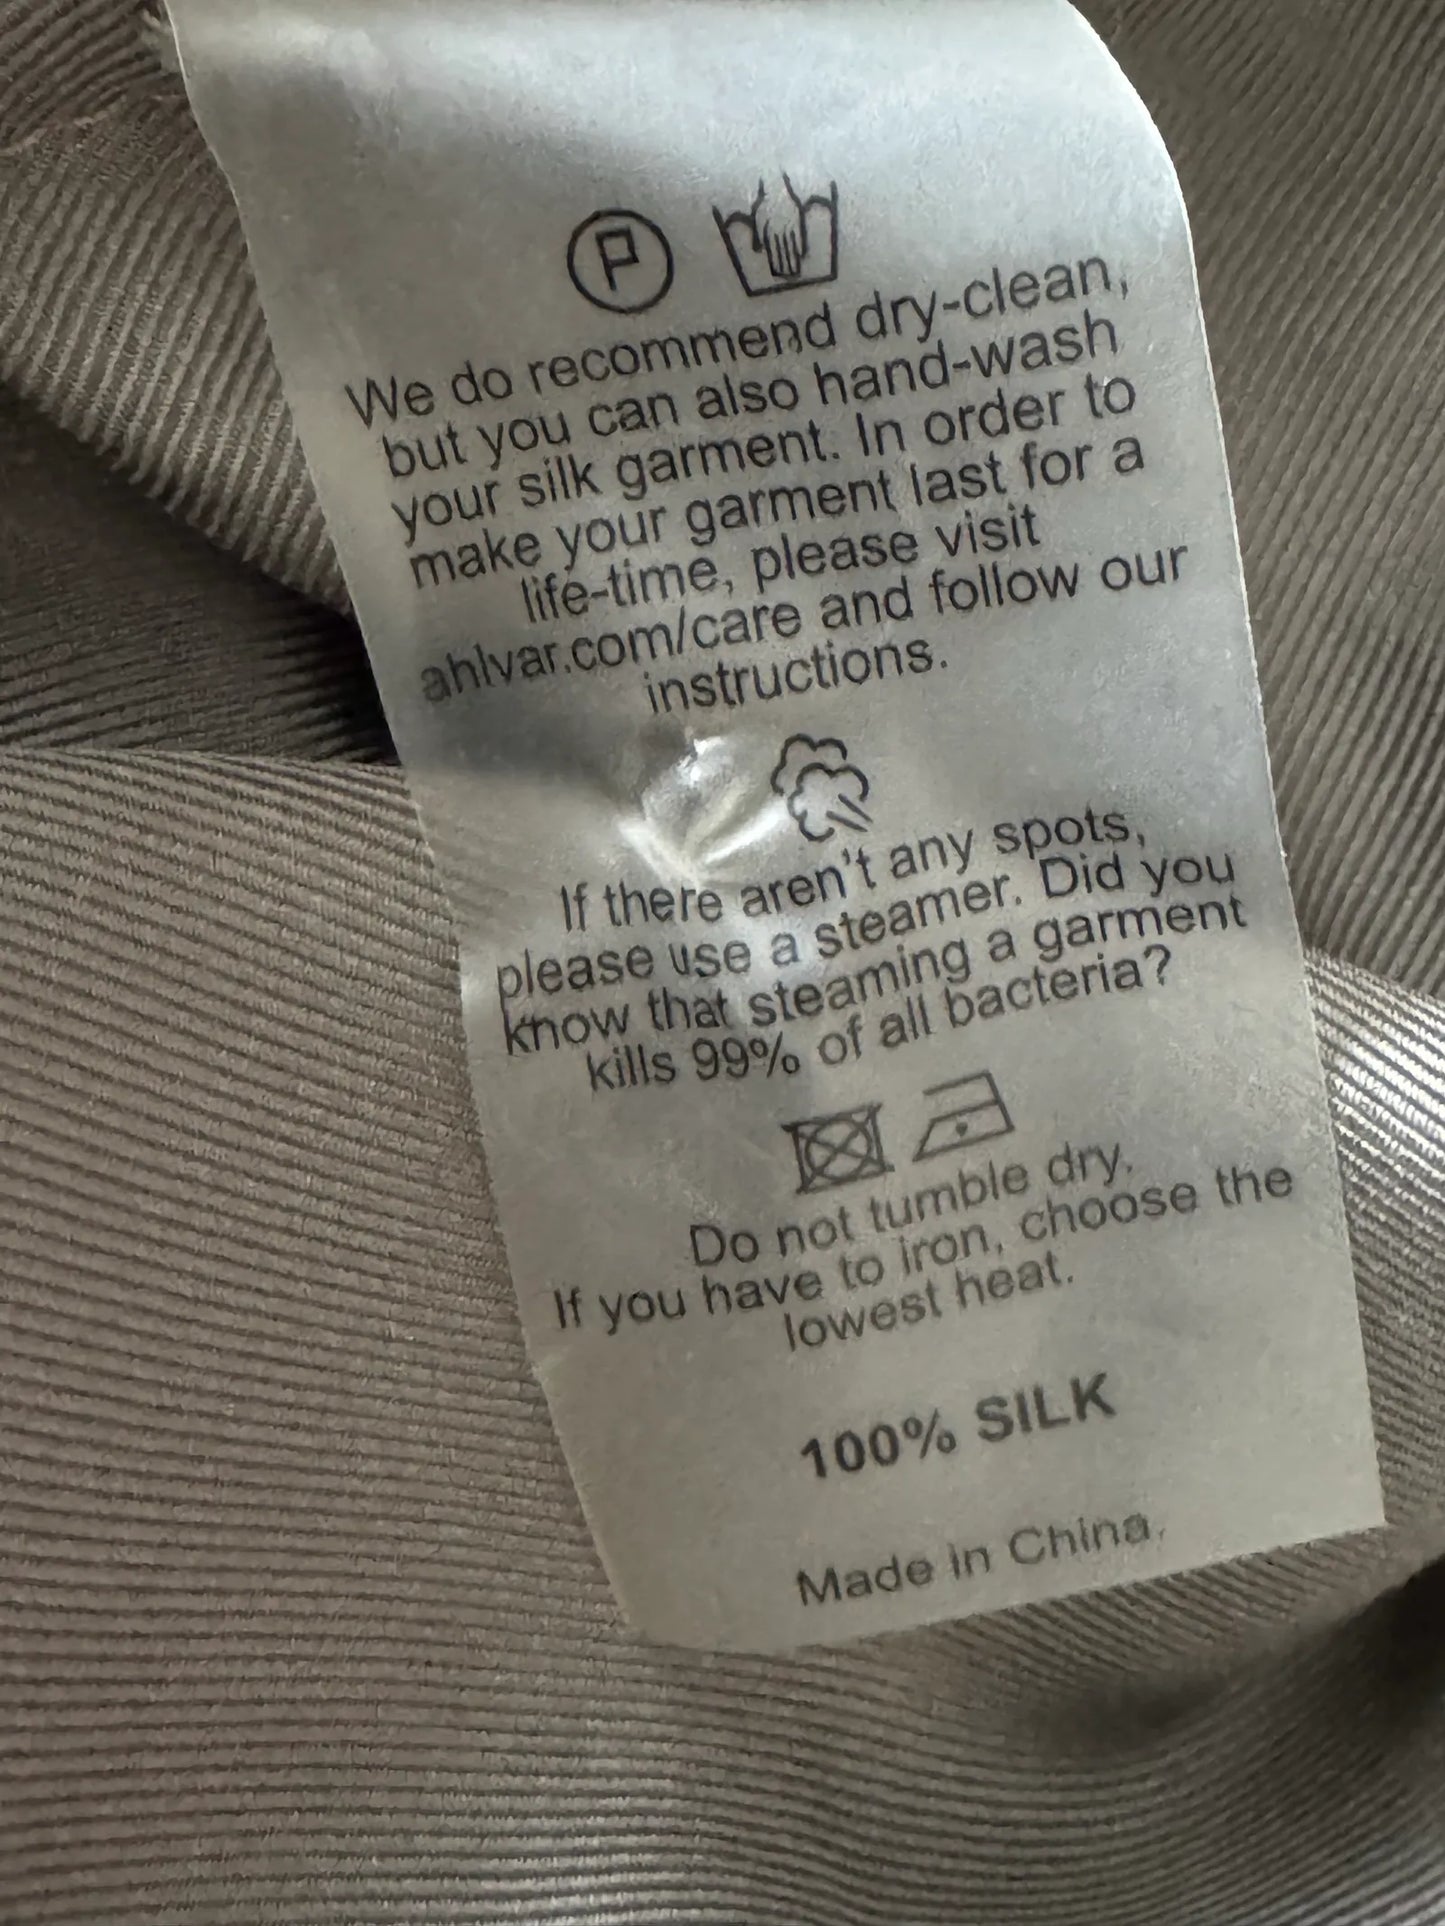 P
We do recommend dry-clean,
but you can also hand-wash
your silk garment. In order to
make your garment last for a
life-time, please visit
ahlvar.com/care and follow our
instructions.
If there aren't any spots,
please use a steamer. Did you
know that steaming a garment
kills 99% of all bacteria?
Do not tumble dry.
If you have to iron, choose the
lowest heat.
100% SILK
Made in China.